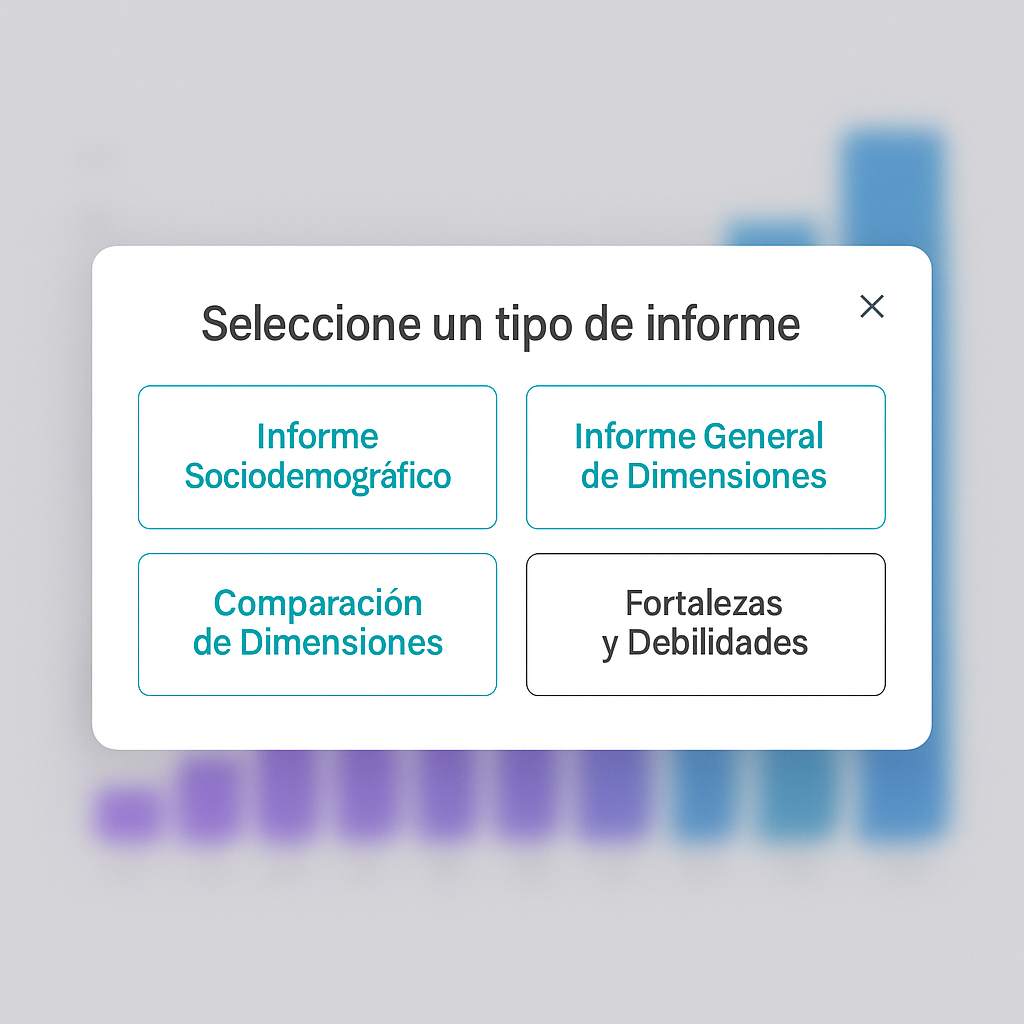 Seleccione un tipo de informe
Informe
Sociodemográfico
Informe General
de Dimensiones
Comparación
de Dimensiones
Fortalezas
y Debilidades